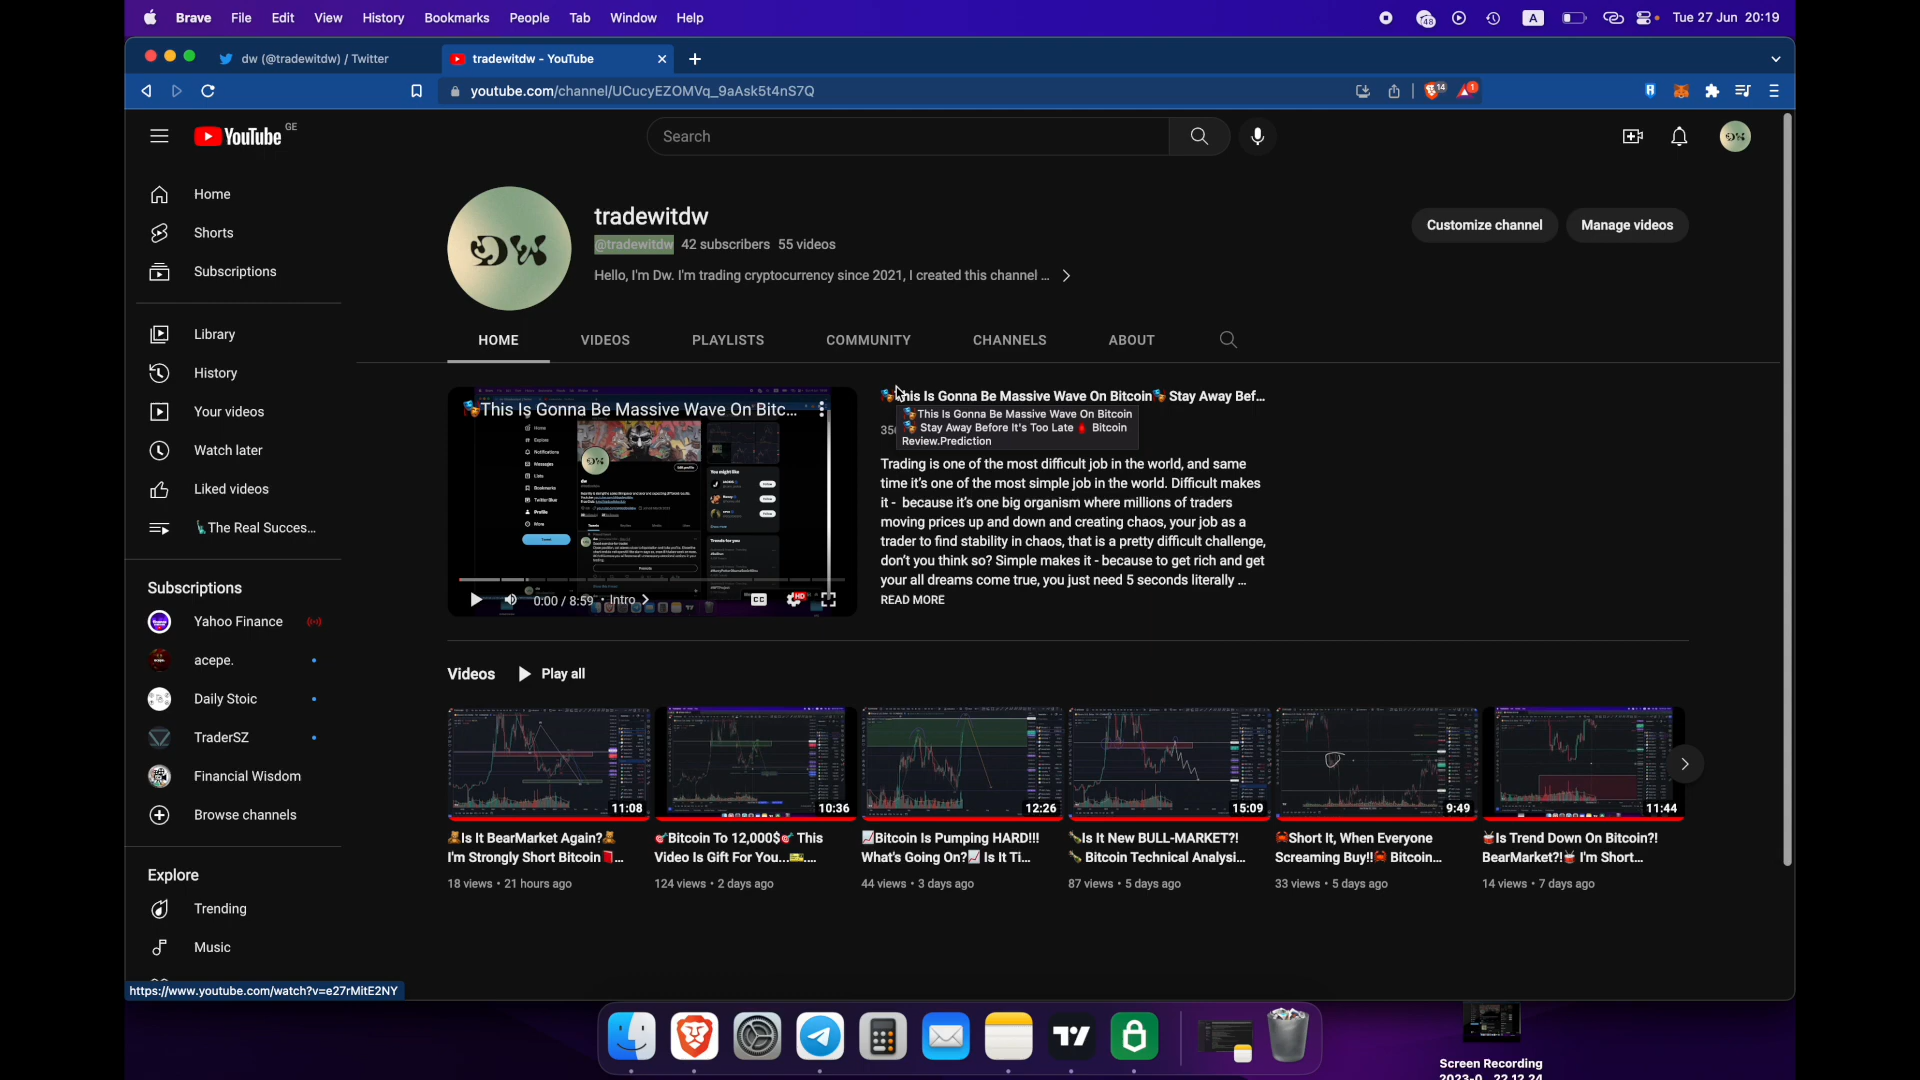 Brave File Edit View History Bookmarks People Tab Window Help
48 A Tue 27 Jun 20:19
dw (@tradewitdw) / Twitter
tradewitdw - YouTube
youtube.com/channel/UCucyEZOMVq_9aAsk5t4nS7Q
14 1
YouTube GE
Search
DW
Home
Shorts
Subscriptions
Library
History
Your videos
Watch later
Liked videos
🗽The Real Succes...
Subscriptions
Yahoo Finance
acepe.
Daily Stoic
TraderSZ
Financial Wisdom
Browse channels
Explore
Trending
Music
https://www.youtube.com/watch?v=e27rMitE2NY
DW
tradewitdw
@tradewitdw 42 subscribers 55 videos
Hello, I'm Dw. I'm trading cryptocurrency since 2021, I created this channel ...
Customize channel
Manage videos
HOME
VIDEOS
PLAYLISTS
COMMUNITY
CHANNELS
ABOUT
🎭This Is Gonna Be Massive Wave On Bitc...
0:00 / 8:59 • Intro
CC
HD
🎭This Is Gonna Be Massive Wave On Bitcoin🎭 Stay Away Bef...
🎭This Is Gonna Be Massive Wave On Bitcoin
🎭 Stay Away Before It's Too Late 🧧 Bitcoin
Review.Prediction
Trading is one of the most difficult job in the world, and same
time it's one of the most simple job in the world. Difficult makes
it - because it's one big organism where millions of traders
moving prices up and down and creating chaos, your job as a
trader to find stability in chaos, that is a pretty difficult challenge,
don't you think so? Simple makes it - because to get rich and get
your all dreams come true, you just need 5 seconds literally ...
READ MORE
Videos
Play all
11:08
🧸Is It BearMarket Again?🧸
I'm Strongly Short Bitcoin📕...
18 views • 21 hours ago
10:36
🎯Bitcoin To 12,000$🎯 This
Video Is Gift For You...🎫...
124 views • 2 days ago
12:26
📈Bitcoin Is Pumping HARD!!!
What's Going On?📈 Is It Ti...
44 views • 3 days ago
15:09
🍾Is It New BULL-MARKET?!
🍾 Bitcoin Technical Analysi...
87 views • 5 days ago
9:49
🦀Short It, When Everyone
Screaming Buy!!🦀 Bitcoin...
33 views • 5 days ago
11:44
🥁Is Trend Down On Bitcoin?!
BearMarket?!🥁 I'm Short...
14 views • 7 days ago
Screen Recording